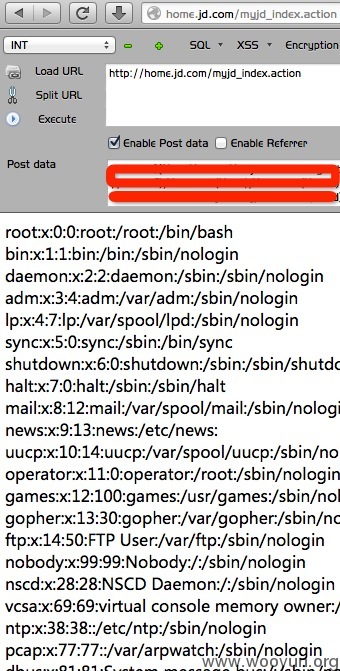 home.jd.com/myjd_index.action
INT SQL XSS Encryption
Load URL http://home.jd.com/myjd_index.action
Split URL
Execute
Enable Post data Enable Referrer
Post data
root:x:0:0:root:/root:/bin/bash
bin:x:1:1:bin:/bin:/sbin/nologin
daemon:x:2:2:daemon:/sbin:/sbin/nologin
adm:x:3:4:adm:/var/adm:/sbin/nologin
lp:x:4:7:lp:/var/spool/lpd:/sbin/nologin
sync:x:5:0:sync:/sbin:/bin/sync
shutdown:x:6:0:shutdown:/sbin:/sbin/shutdo
halt:x:7:0:halt:/sbin:/sbin/halt
mail:x:8:12:mail:/var/spool/mail:/sbin/nologi
news:x:9:13:news:/etc/news:
uucp:x:10:14:uucp:/var/spool/uucp:/sbin/no
operator:x:11:0:operator:/root:/sbin/nologin
games:x:12:100:games:/usr/games:/sbin/nol
gopher:x:13:30:gopher:/var/gopher:/sbin/no
ftp:x:14:50:FTP User:/var/ftp:/sbin/nologin
nobody:x:99:99:Nobody:/:/sbin/nologin
nscd:x:28:28:NSCD Daemon:/:/sbin/nologin
vcsa:x:69:69:virtual console memory owner:/
ntp:x:38:38::/etc/ntp:/sbin/nologin
pcap:x:77:77::/var/arpwatch:/sbin/nologin
dbus:x:81:81:System message bus:/:/sbin/n
www.wooyun.org